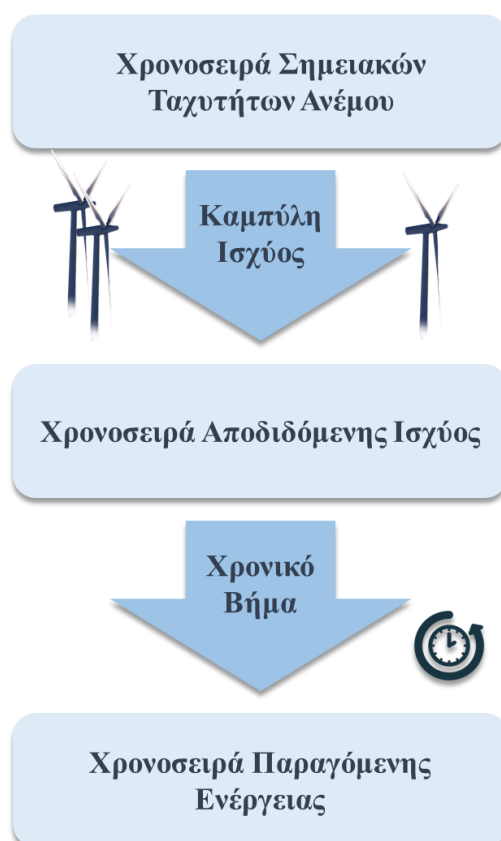 Χρονοσειρά Σημειακών
Ταχυτήτων Ανέμου
Καμπύλη
Ισχύος
Χρονοσειρά Αποδιδόμενης Ισχύος
Χρονικό
Βήμα
Χρονοσειρά Παραγόμενης
Ενέργειας